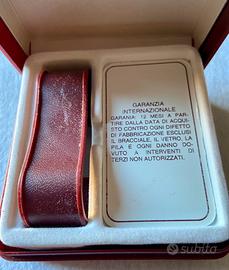 GARANZIA
INTERNAZIONALE
GARANIA: 12 MESI A PAR-
TIRE DALLA DATA DI ACQUI-
STO CONTRO OGNI DIFETTO
DI FABBRICAZIONE ESCLUSI
IL BRACCIALE, IL VETRO, LA
PILA E OGNI DANNO DO-
VUTO A INTERVENTI DI
TERZI NON AUTORIZZATI.
subito